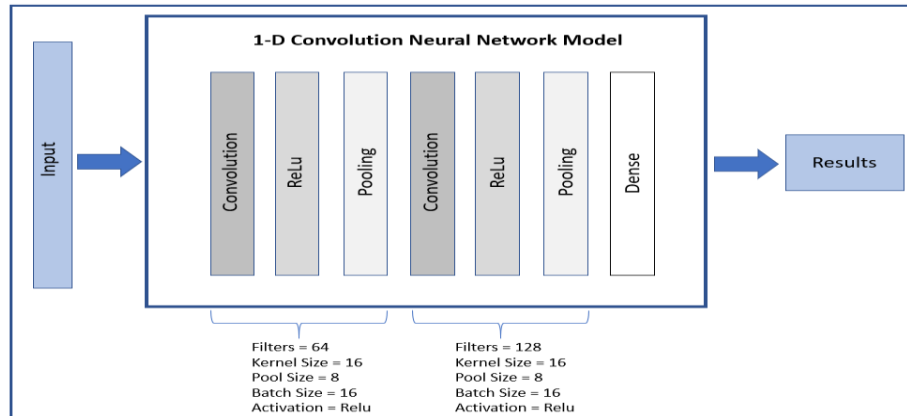 1-D Convolution Neural Network Model
Input
Convolution
ReLu
Pooling
Convolution
ReLu
Pooling
Dense
Results
Filters = 64
Kernel Size = 16
Pool Size = 8
Batch Size = 16
Activation = Relu
Filters = 128
Kernel Size = 16
Pool Size = 8
Batch Size = 16
Activation = Relu